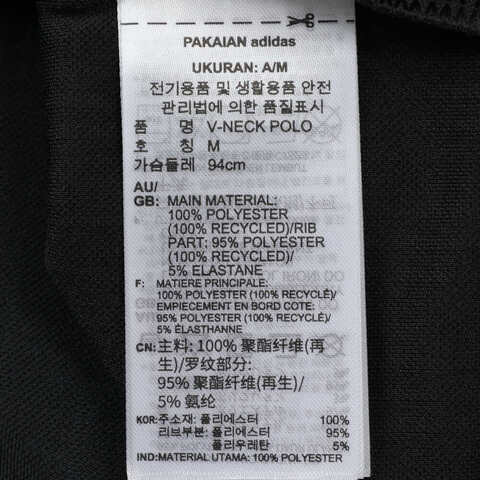 PAKAIAN adidas
UKURAN: A/M
전기용품 및 생활용품 안전
관리법에 의한 품질표시
품 명 V-NECK POLO
호 칭 M
가슴둘레 94cm
AU/
GB: MAIN MATERIAL:
100% POLYESTER
(100% RECYCLED)/RIB
PART: 95% POLYESTER
(100% RECYCLED)/
5% ELASTANE
F: MATIERE PRINCIPALE:
100% POLYESTER (100% RECYCLÉ)/
EMPIECEMENT EN BORD COTE:
95% POLYESTER (100% RECYCLÉ)/
5% ÉLASTHANNE
CN: 主料: 100% 聚酯纤维(再
生)/罗纹部分:
95% 聚酯纤维(再生)/
5% 氨纶
KOR: 주소재: 폴리에스터 100%
리브부분: 폴리에스터 95%
폴리우레탄 5%
IND: MATERIAL UTAMA: 100% POLYESTER